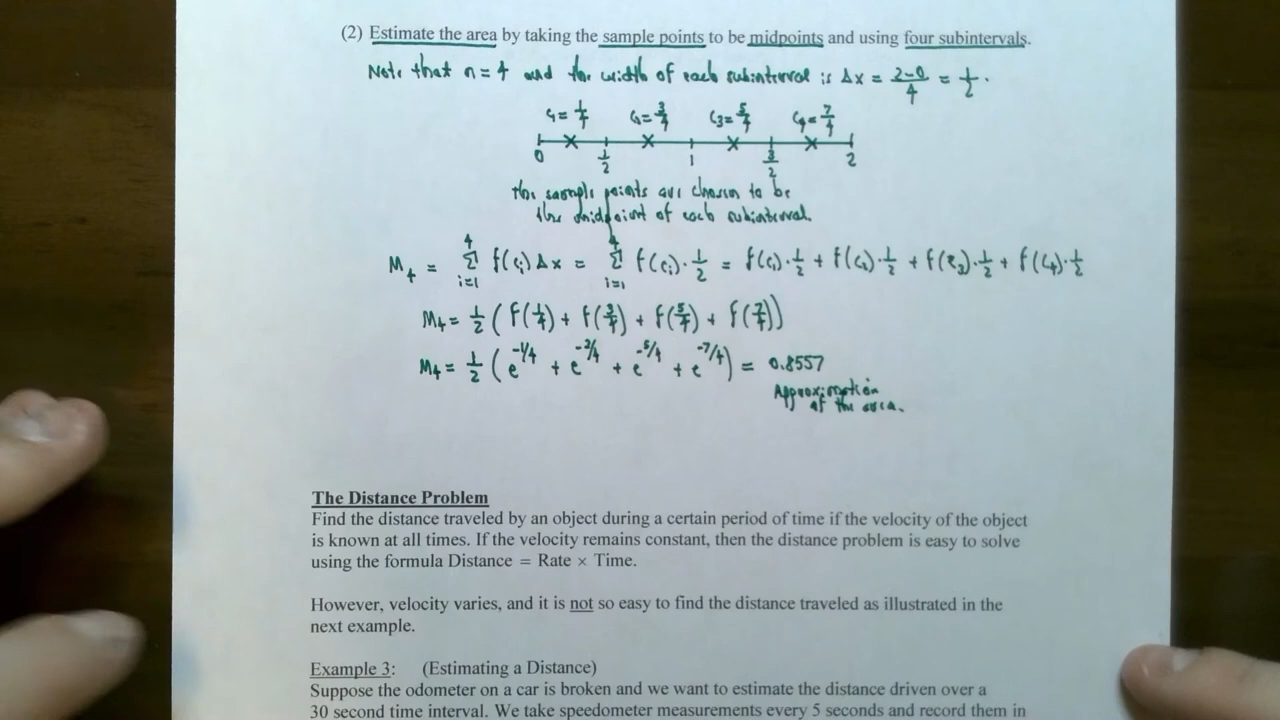 (2) Estimate the area by taking the sample points to be midpoints and using four subintervals.
Note that n = 4 and the width of each subinterval is Δx = (2-0)/4 = 1/2.
C₁ = 1/4 C₂ = 3/4 C₃ = 5/4 C₄ = 7/4
0 1/2 1 3/2 2
The sample points are chosen to be
the midpoint of each subinterval.
M₄ = Σ_{i=1}^{4} f(c_i) Δx = Σ_{i=1}^{4} f(c_i)·1/2 = f(c₁)·1/2 + f(c₂)·1/2 + f(c₃)·1/2 + f(c₄)·1/2
M₄ = 1/2 (f(1/4) + f(3/4) + f(5/4) + f(7/4))
M₄ = 1/2 (e^{-1/4} + e^{-3/4} + e^{-5/4} + e^{-7/4}) = 0.8557
Approximation
of the area.
The Distance Problem
Find the distance traveled by an object during a certain period of time if the velocity of the object
is known at all times. If the velocity remains constant, then the distance problem is easy to solve
using the formula Distance = Rate × Time.
However, velocity varies, and it is not so easy to find the distance traveled as illustrated in the
next example.
Example 3: (Estimating a Distance)
Suppose the odometer on a car is broken and we want to estimate the distance driven over a
30 second time interval. We take speedometer measurements every 5 seconds and record them in